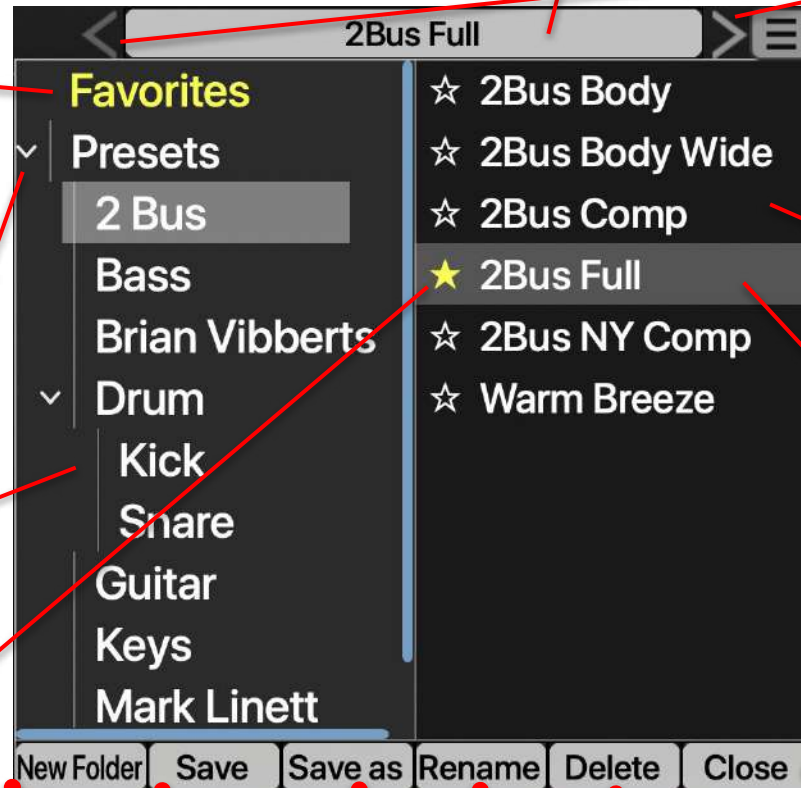 2Bus Full
Favorites
Presets
2 Bus
Bass
Brian Vibberts
Drum
Kick
Snare
Guitar
Keys
Mark Linett
2Bus Body
2Bus Body Wide
2Bus Comp
2Bus Full
2Bus NY Comp
Warm Breeze
New Folder Save Save as Rename Delete Close